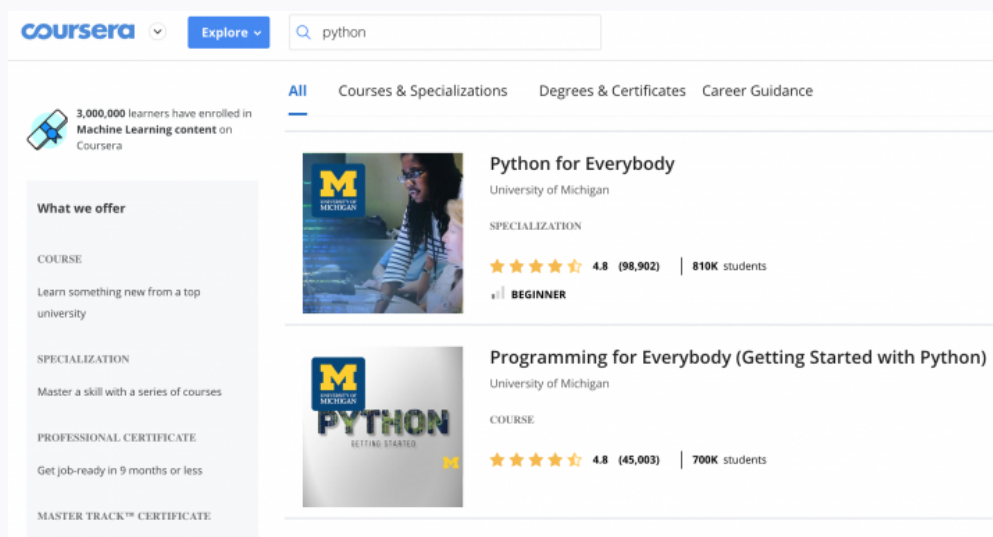 coursera
Explore
python
All Courses & Specializations Degrees & Certificates Career Guidance
3,000,000 learners have enrolled in
Machine Learning content on
Coursera
What we offer
COURSE
Learn something new from a top
university
SPECIALIZATION
Master a skill with a series of courses
PROFESSIONAL CERTIFICATE
Get job-ready in 9 months or less
MASTER TRACK™ CERTIFICATE
M
UNIVERSITY OF
MICHIGAN
Python for Everybody
University of Michigan
SPECIALIZATION
4.8 (98,902) | 810K students
BEGINNER
M
UNIVERSITY OF
MICHIGAN
PYTHON
GETTING STARTED
M
Programming for Everybody (Getting Started with Python)
University of Michigan
COURSE
4.8 (45,003) | 700K students